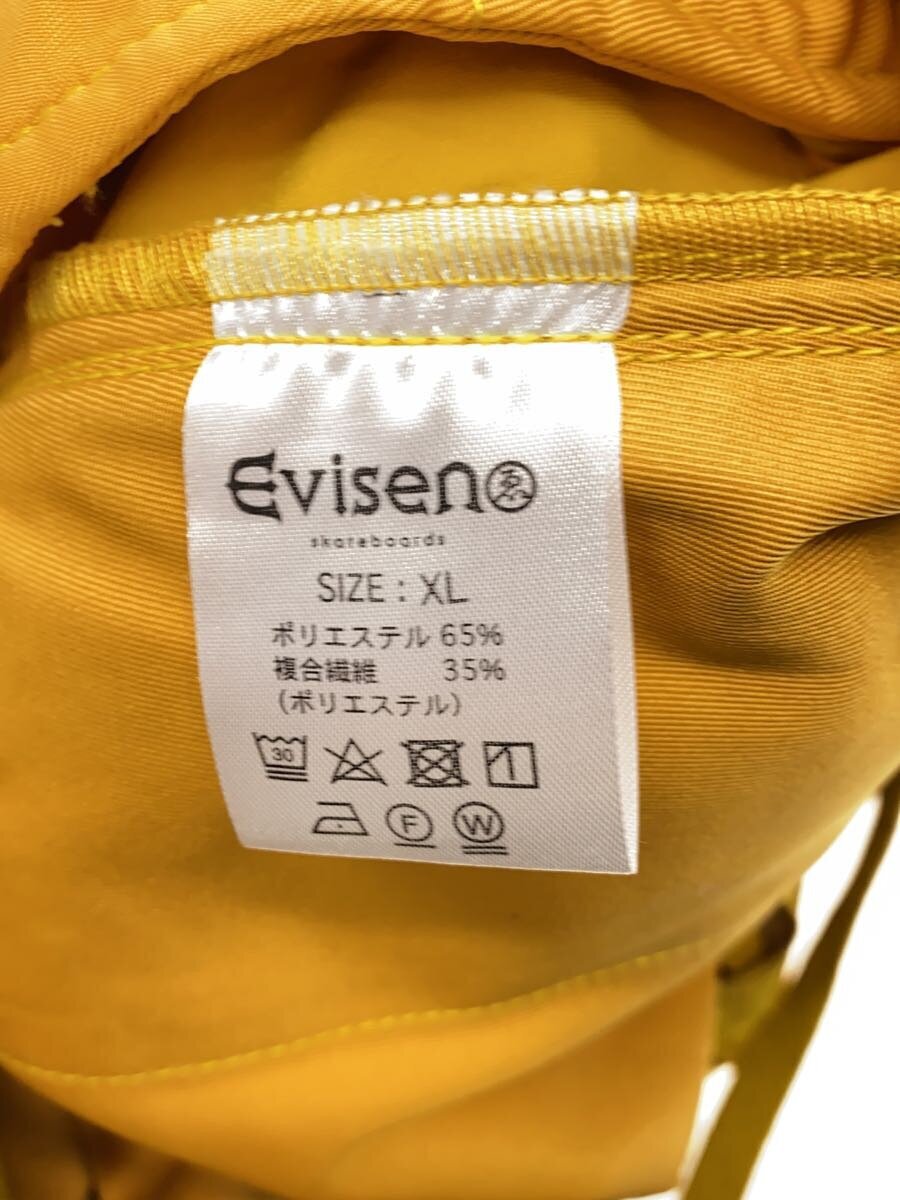 Evisen ゑ
skateboards
SIZE : XL
ポリエステル 65%
複合繊維 35%
（ポリエステル）
30
F W